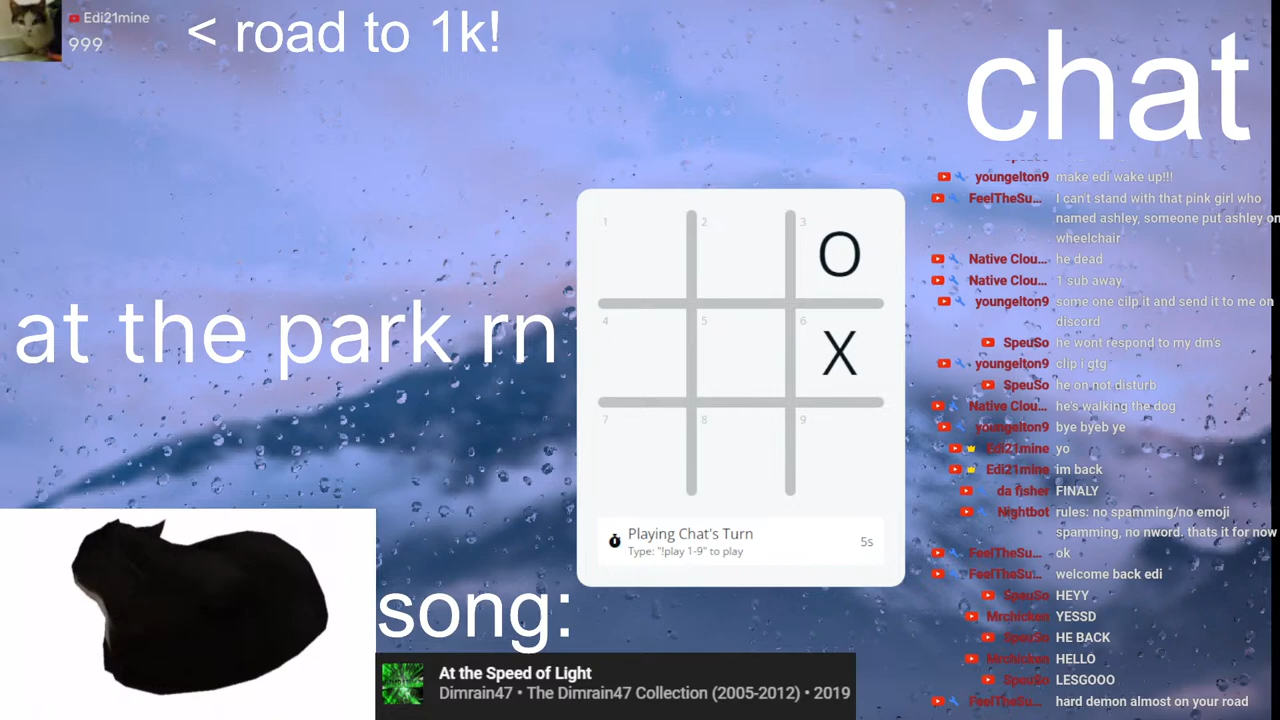 Edi21mine
999
< road to 1k!
at the park rn
1
2
3
O
4
5
6
X
7
8
9
Playing Chat's Turn
Type: "!play 1-9" to play
5s
song:
At the Speed of Light
Dimrain47 • The Dimrain47 Collection (2005-2012) • 2019
chat
youngelton9 make edi wake up!!!
FeelTheSu... I can't stand with that pink girl who
named ashley, someone put ashley on
wheelchair
Native Clou... he dead
Native Clou... 1 sub away
youngelton9 some one cilp it and send it to me on
discord
SpeuSo he wont respond to my dm's
youngelton9 clip i gtg
SpeuSo he on not disturb
Native Clou... he's walking the dog
youngelton9 bye byeb ye
Edi21mine yo
Edi21mine im back
da fisher FINALY
Nightbot rules: no spamming/no emoji
spamming, no nword. thats it for now
FeelTheSu... ok
FeelTheSu... welcome back edi
SpeuSo HEYY
Mrchicken YESSD
SpeuSo HE BACK
Mrchicken HELLO
SpeuSo LESGOOO
FeelTheSu... hard demon almost on your road